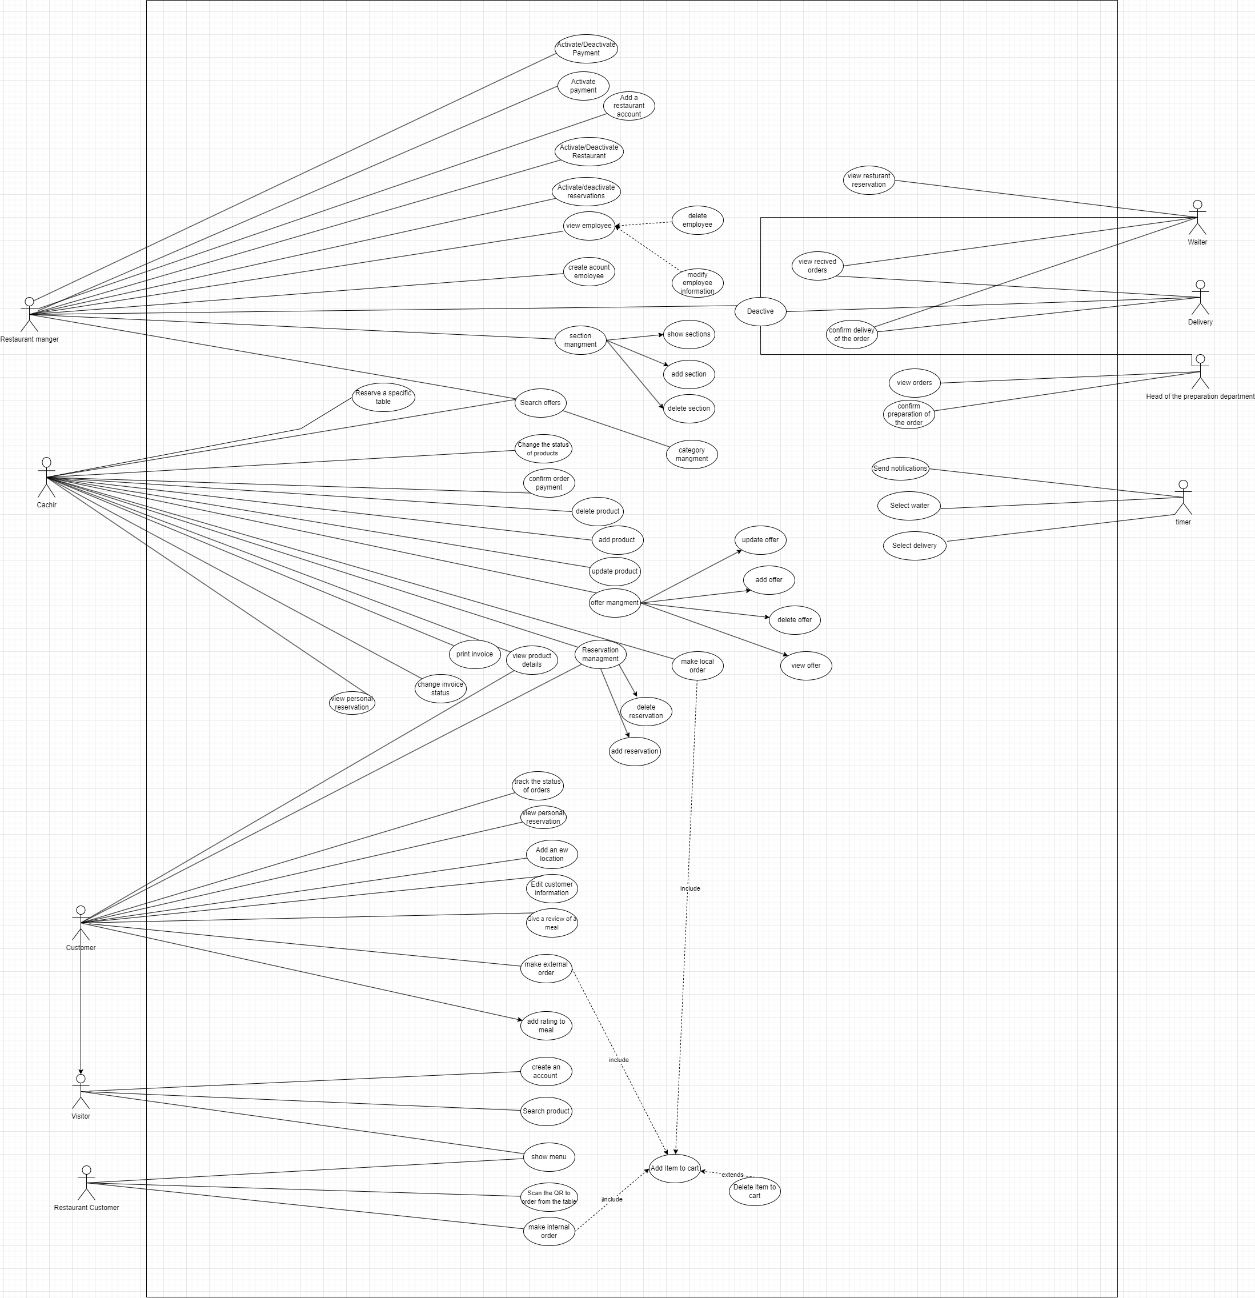 Activate/Deactivate
Payment
Activate
payment
Add a
restaurant
account
Activate/Deactivate
Restaurant
view resturant
reservation
Activate/deactivate
reservations
delete
employee
view employee
Waiter
view recived
orders
create acount
emoloyee
modify
employee
information
Deactive
Delivery
Restaurant manger
section
mangment
show sections
confirm delivey
of the order
add section
view orders
Head of the preparation department
Reserve a specific
table
Search offers
delete section
confirm
preparation of
the order
Change the status
of products
category
mangment
Send notifications
confirm order
payment
Cachir
delete product
Select waiter
timer
add product
update offer
Select delivery
update product
add offer
offer mangment
delete offer
print invoice
view product
details
Reservation
managment
make local
order
view offer
change invoice
status
view personal
reservation
delete
reservation
add reservation
track the status
of orders
view personal
reservation
Add an ew
location
Edit customer
information
include
Give a review of a
meal
Customer
make external
order
add rating to
meal
include
create an
account
Visitor
Search product
show menu
Add Item to cart
extends
Delete Item to
cart
Restaurant Customer
Scan the QR to
order from the table
include
make internal
order